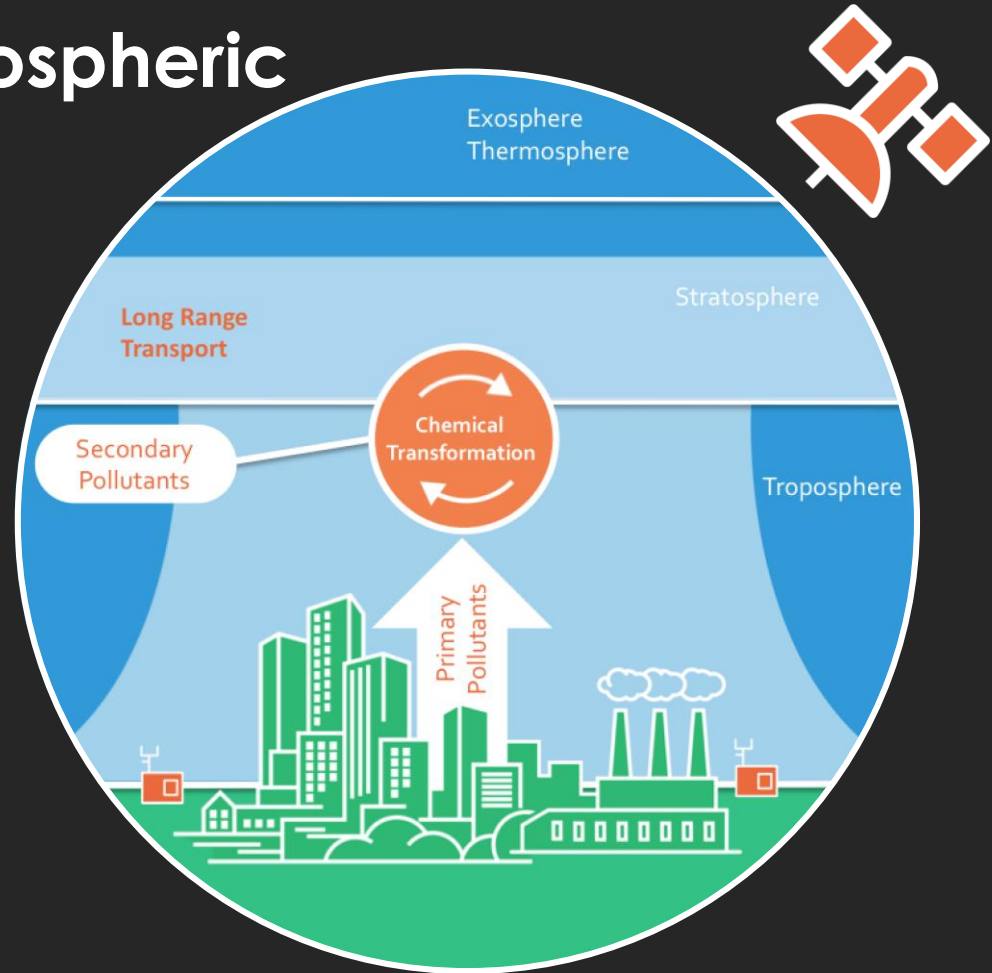 ospheric
Exosphere
Thermosphere
Stratosphere
Long Range
Transport
Chemical
Transformation
Secondary
Pollutants
Troposphere
Primary
Pollutants